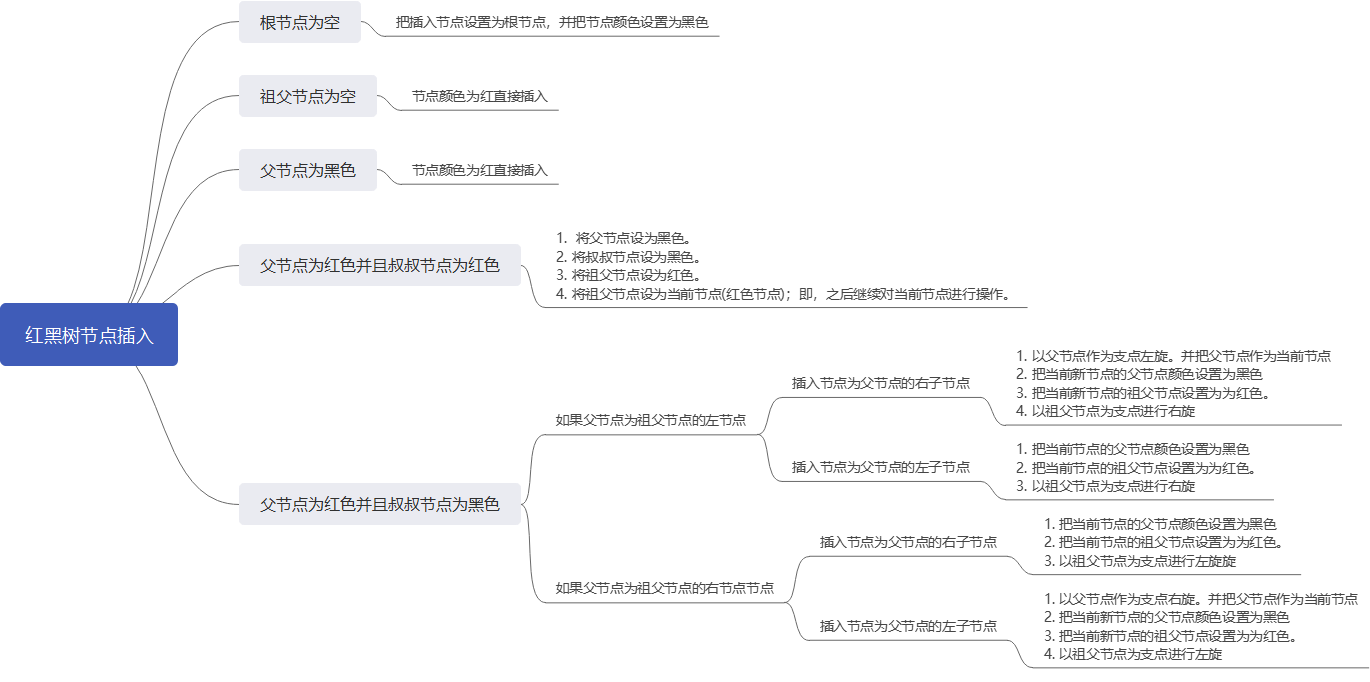 红黑树节点插入
根节点为空
把插入节点设置为根节点，并把节点颜色设置为黑色
祖父节点为空
节点颜色为红直接插入
父节点为黑色
节点颜色为红直接插入
父节点为红色并且叔叔节点为红色
1. 将父节点设为黑色。
2. 将叔叔节点设为黑色。
3. 将祖父节点设为红色。
4. 将祖父节点设为当前节点(红色节点)；即，之后继续对当前节点进行操作。
父节点为红色并且叔叔节点为黑色
如果父节点为祖父节点的左节点
插入节点为父节点的右子节点
1. 以父节点作为支点左旋。并把父节点作为当前节点
2. 把当前新节点的父节点颜色设置为黑色
3. 把当前新节点的祖父节点设置为为红色。
4. 以祖父节点为支点进行右旋
插入节点为父节点的左子节点
1. 把当前节点的父节点颜色设置为黑色
2. 把当前节点的祖父节点设置为为红色。
3. 以祖父节点为支点进行右旋
如果父节点为祖父节点的右节点节点
插入节点为父节点的右子节点
1. 把当前节点的父节点颜色设置为黑色
2. 把当前节点的祖父节点设置为为红色。
3. 以祖父节点为支点进行左旋旋
插入节点为父节点的左子节点
1. 以父节点作为支点右旋。并把父节点作为当前节点
2. 把当前新节点的父节点颜色设置为黑色
3. 把当前新节点的祖父节点设置为为红色。
4. 以祖父节点为支点进行左旋